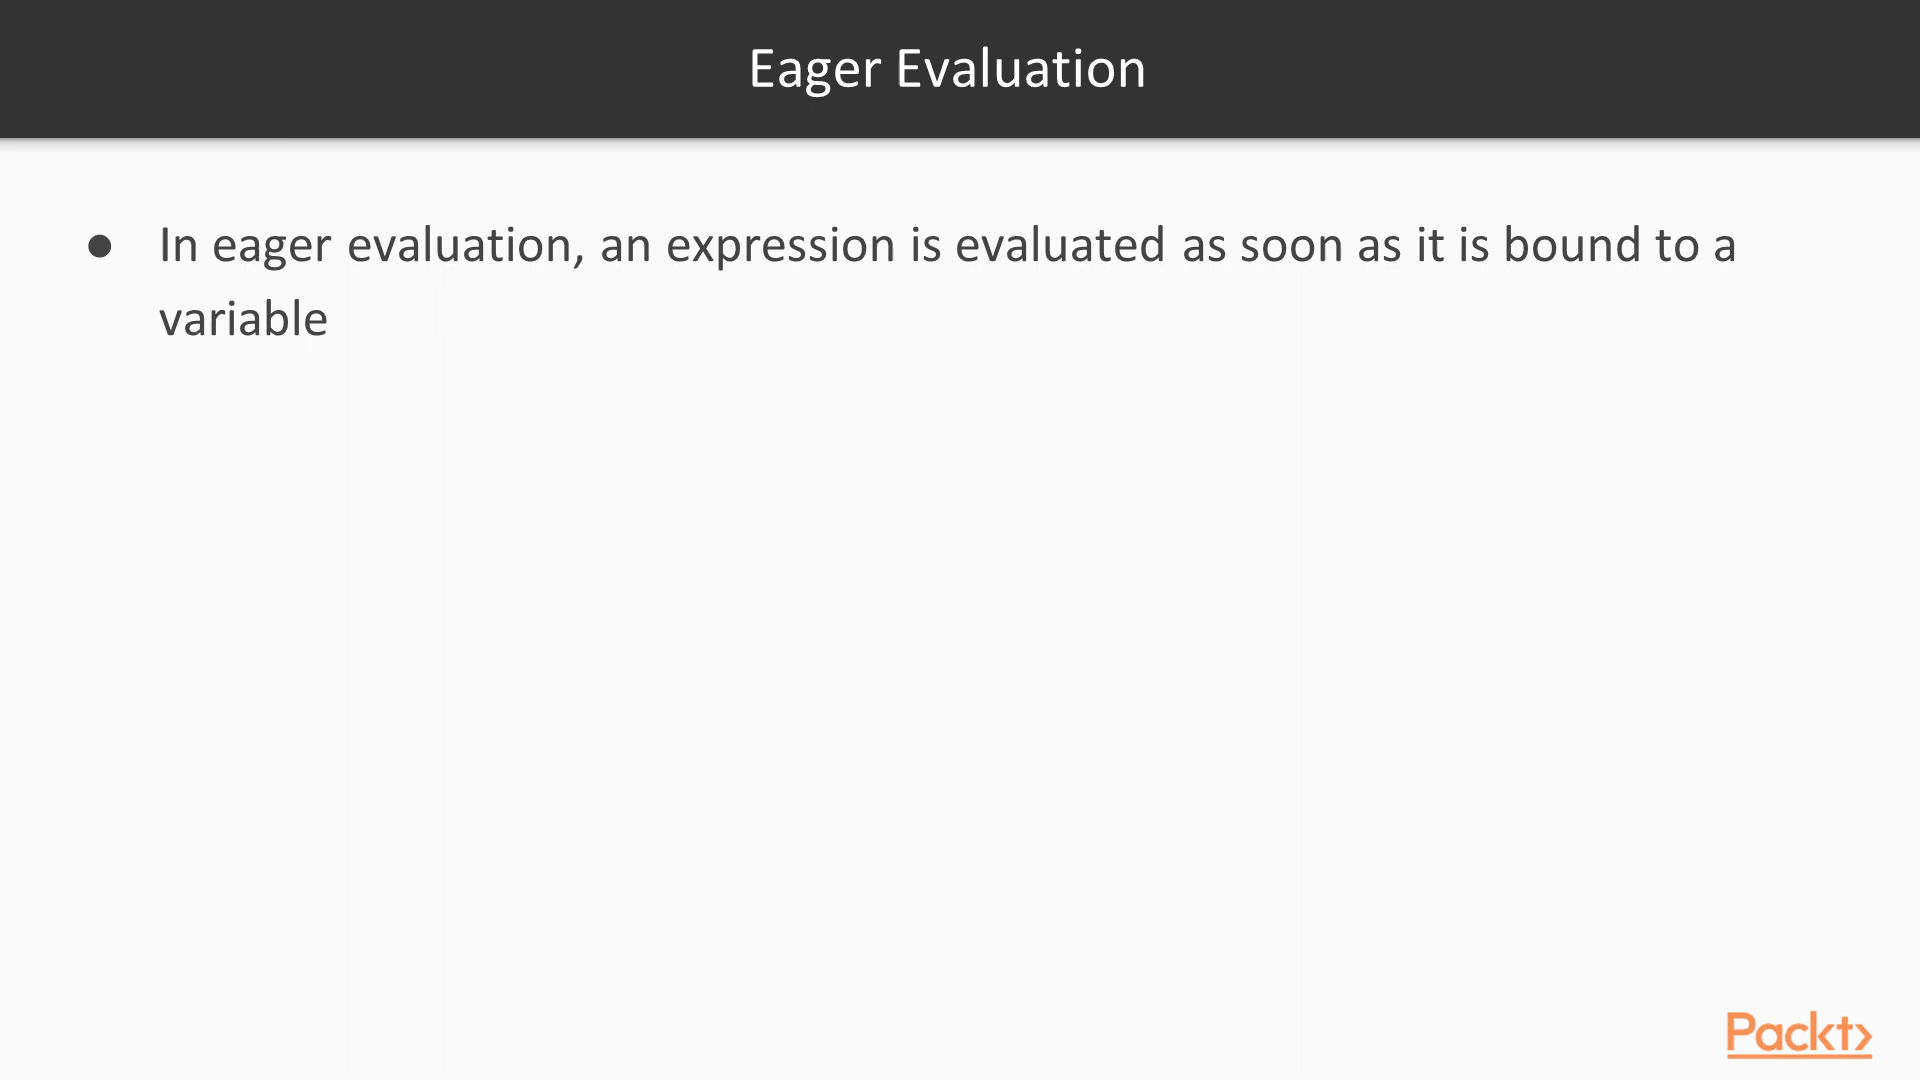 Eager Evaluation
● In eager evaluation, an expression is evaluated as soon as it is bound to a
variable
Packt>